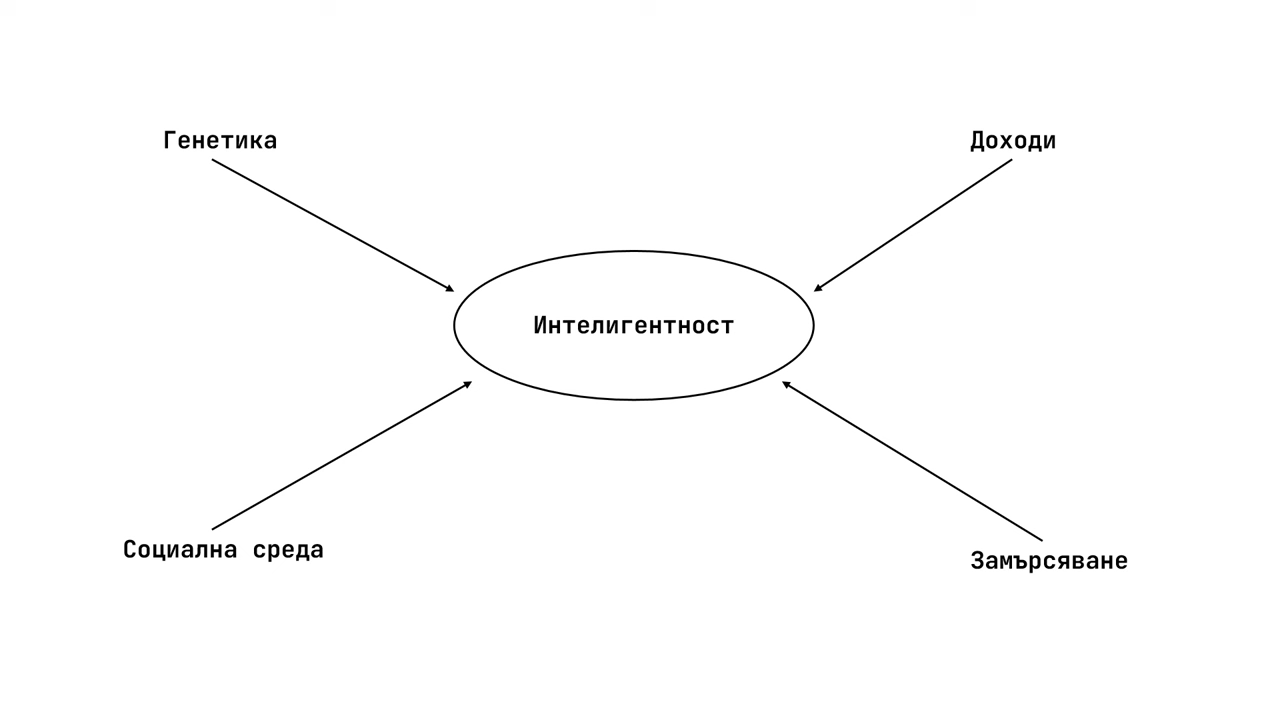 Генетика
Доходи
Интелигентност
Социална среда
Замърсяване